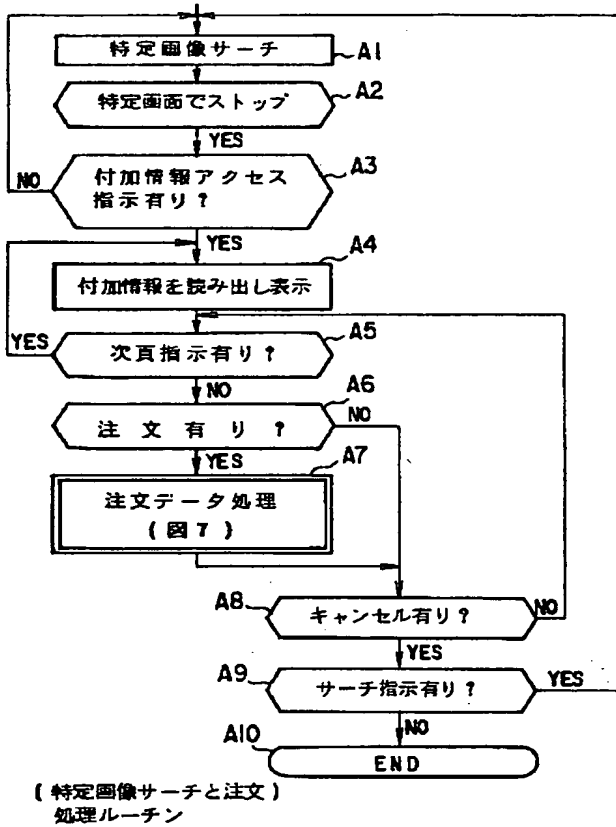 特定画像サーチ
A1
特定画面でストップ
A2
YES
付加情報アクセス
指示有り?
A3
NO
YES
A4
付加情報を読み出し表示
A5
YES
次頁指示有り?
NO
A6
注文有り?
NO
YES
A7
注文データ処理
(図7)
A8
キャンセル有り?
NO
YES
A9
サーチ指示有り?
YES
NO
A10
END
(特定画像サーチと注文)
処理ルーチン